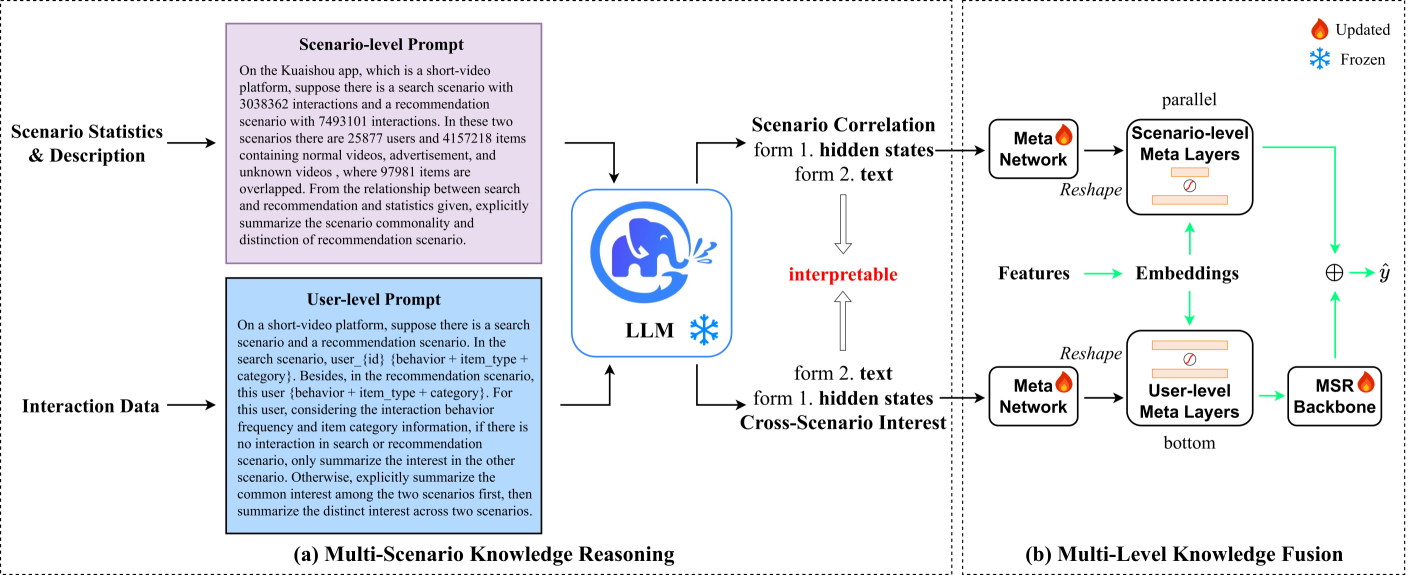 Scenario Statistics
& Description
Interaction Data
Scenario-level Prompt
On the Kuaishou app, which is a short-video
platform, suppose there is a search scenario with
3038362 interactions and a recommendation
scenario with 7493101 interactions. In these two
scenarios there are 25877 users and 4157218 items
containing normal videos, advertisement, and
unknown videos , where 97981 items are
overlapped. From the relationship between search
and recommendation and statistics given, explicitly
summarize the scenario commonality and
distinction of recommendation scenario.
User-level Prompt
On a short-video platform, suppose there is a search
scenario and a recommendation scenario. In the
search scenario, user_{id} {behavior + item_type +
category}. Besides, in the recommendation scenario,
this user {behavior + item_type + category}. For
this user, considering the interaction behavior
frequency and item category information, if there is
no interaction in search or recommendation
scenario, only summarize the interest in the other
scenario. Otherwise, explicitly summarize the
common interest among the two scenarios first, then
summarize the distinct interest across two scenarios.
LLM
Scenario Correlation
form 1. hidden states
form 2. text
interpretable
form 2. text
form 1. hidden states
Cross-Scenario Interest
(a) Multi-Scenario Knowledge Reasoning
Updated
Frozen
parallel
Meta
Network
Reshape
Scenario-level
Meta Layers
Features
Embeddings
⊕
ŷ
Reshape
Meta
Network
User-level
Meta Layers
bottom
MSR
Backbone
(b) Multi-Level Knowledge Fusion